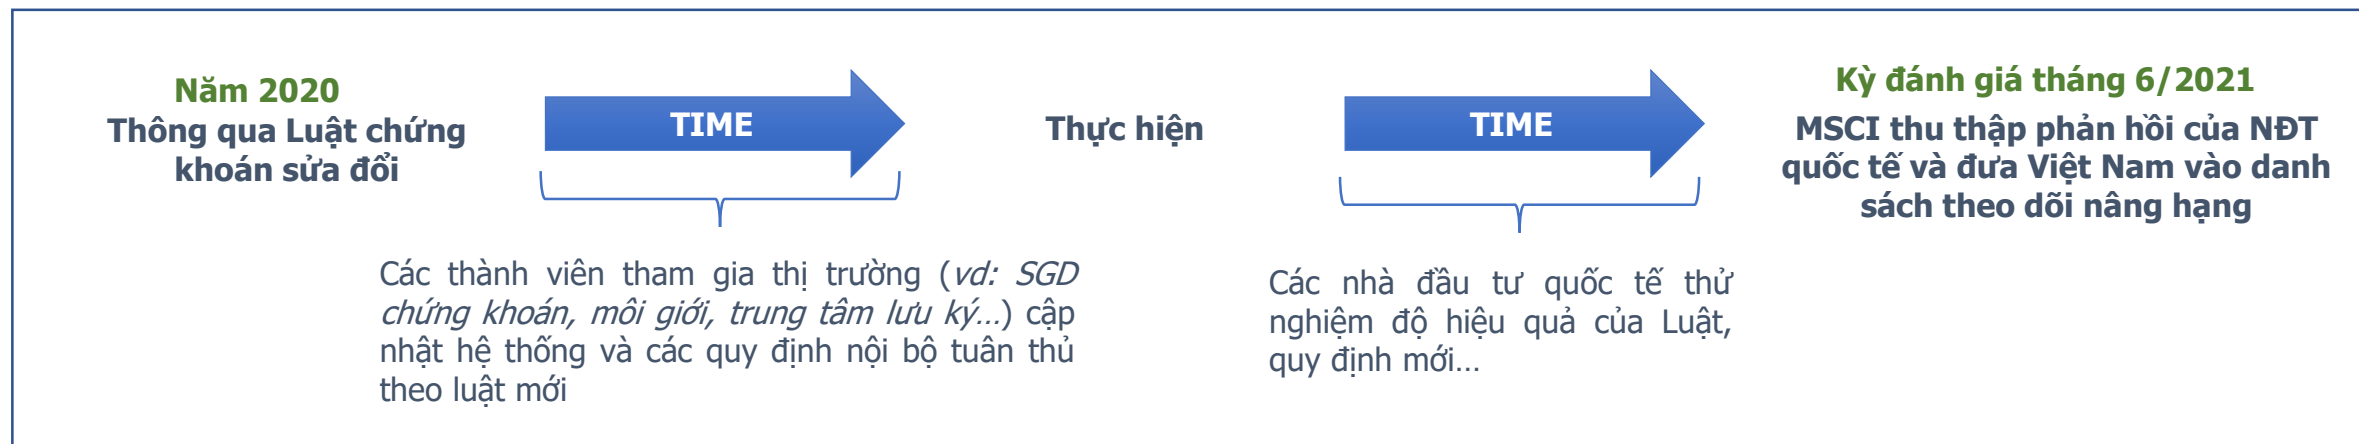 Năm 2020
Thông qua Luật chứng
khoán sửa đổi
TIME
Các thành viên tham gia thị trường (vd: SGD
chứng khoán, môi giới, trung tâm lưu ký...) cập
nhật hệ thống và các quy định nội bộ tuân thủ
theo luật mới
Thực hiện
TIME
Các nhà đầu tư quốc tế thử
nghiệm độ hiệu quả của Luật,
quy định mới...
Kỳ đánh giá tháng 6/2021
MSCI thu thập phản hồi của NĐT
quốc tế và đưa Việt Nam vào danh
sách theo dõi nâng hạng